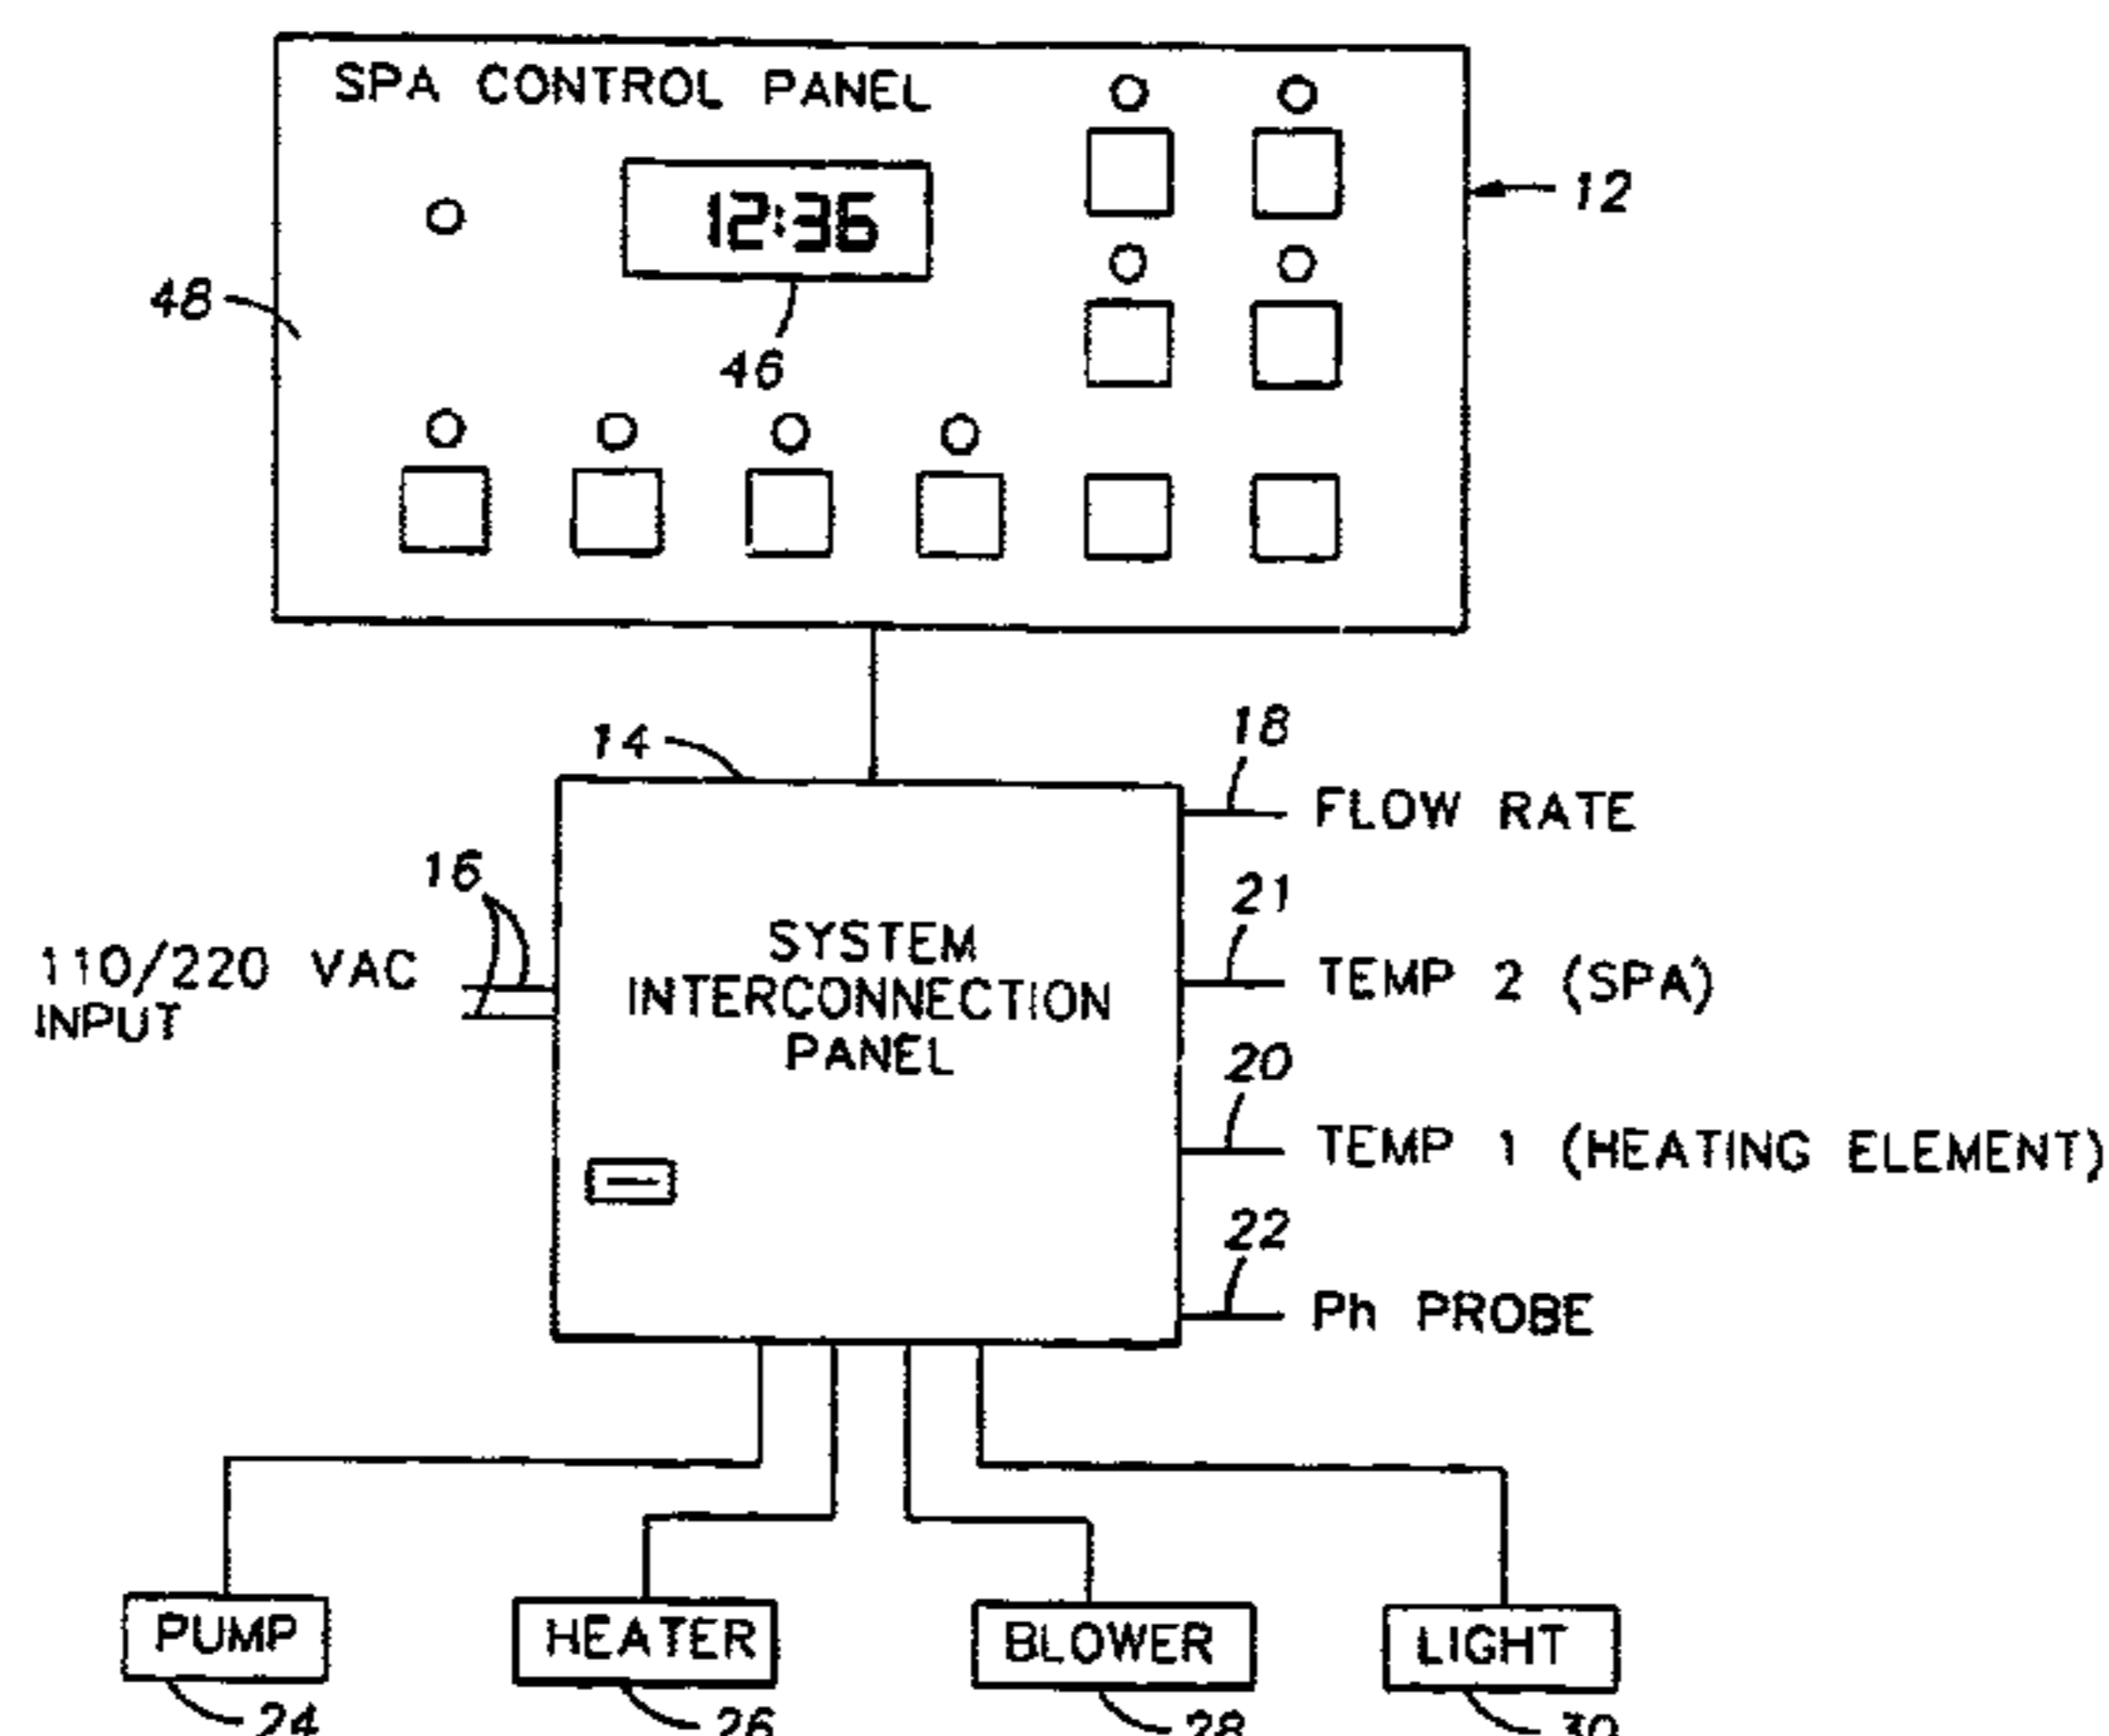 SPA CONTROL PANEL
12:36
12
48
46
14
18
FLOW RATE
16
21
110/220 VAC
INPUT
SYSTEM
INTERCONNECTION
PANEL
TEMP 2 (SPA)
20
TEMP 1 (HEATING ELEMENT)
22
Ph PROBE
PUMP
HEATER
BLOWER
LIGHT
24
26
28
30